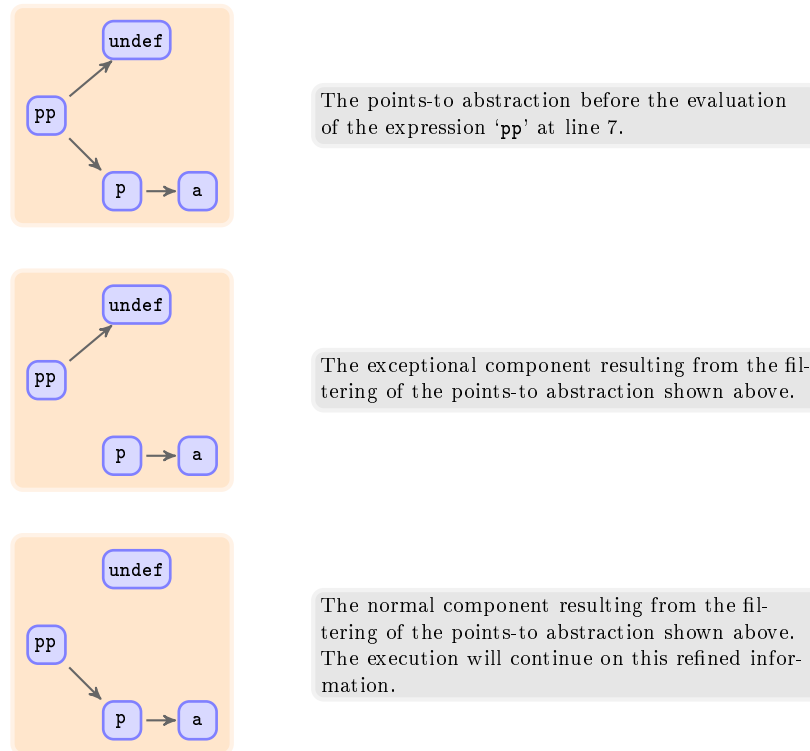 undef
pp
p
a
The points-to abstraction before the evaluation
of the expression ‘pp’ at line 7.
undef
pp
p
a
The exceptional component resulting from the fil-
tering of the points-to abstraction shown above.
undef
pp
p
a
The normal component resulting from the fil-
tering of the points-to abstraction shown above.
The execution will continue on this refined infor-
mation.